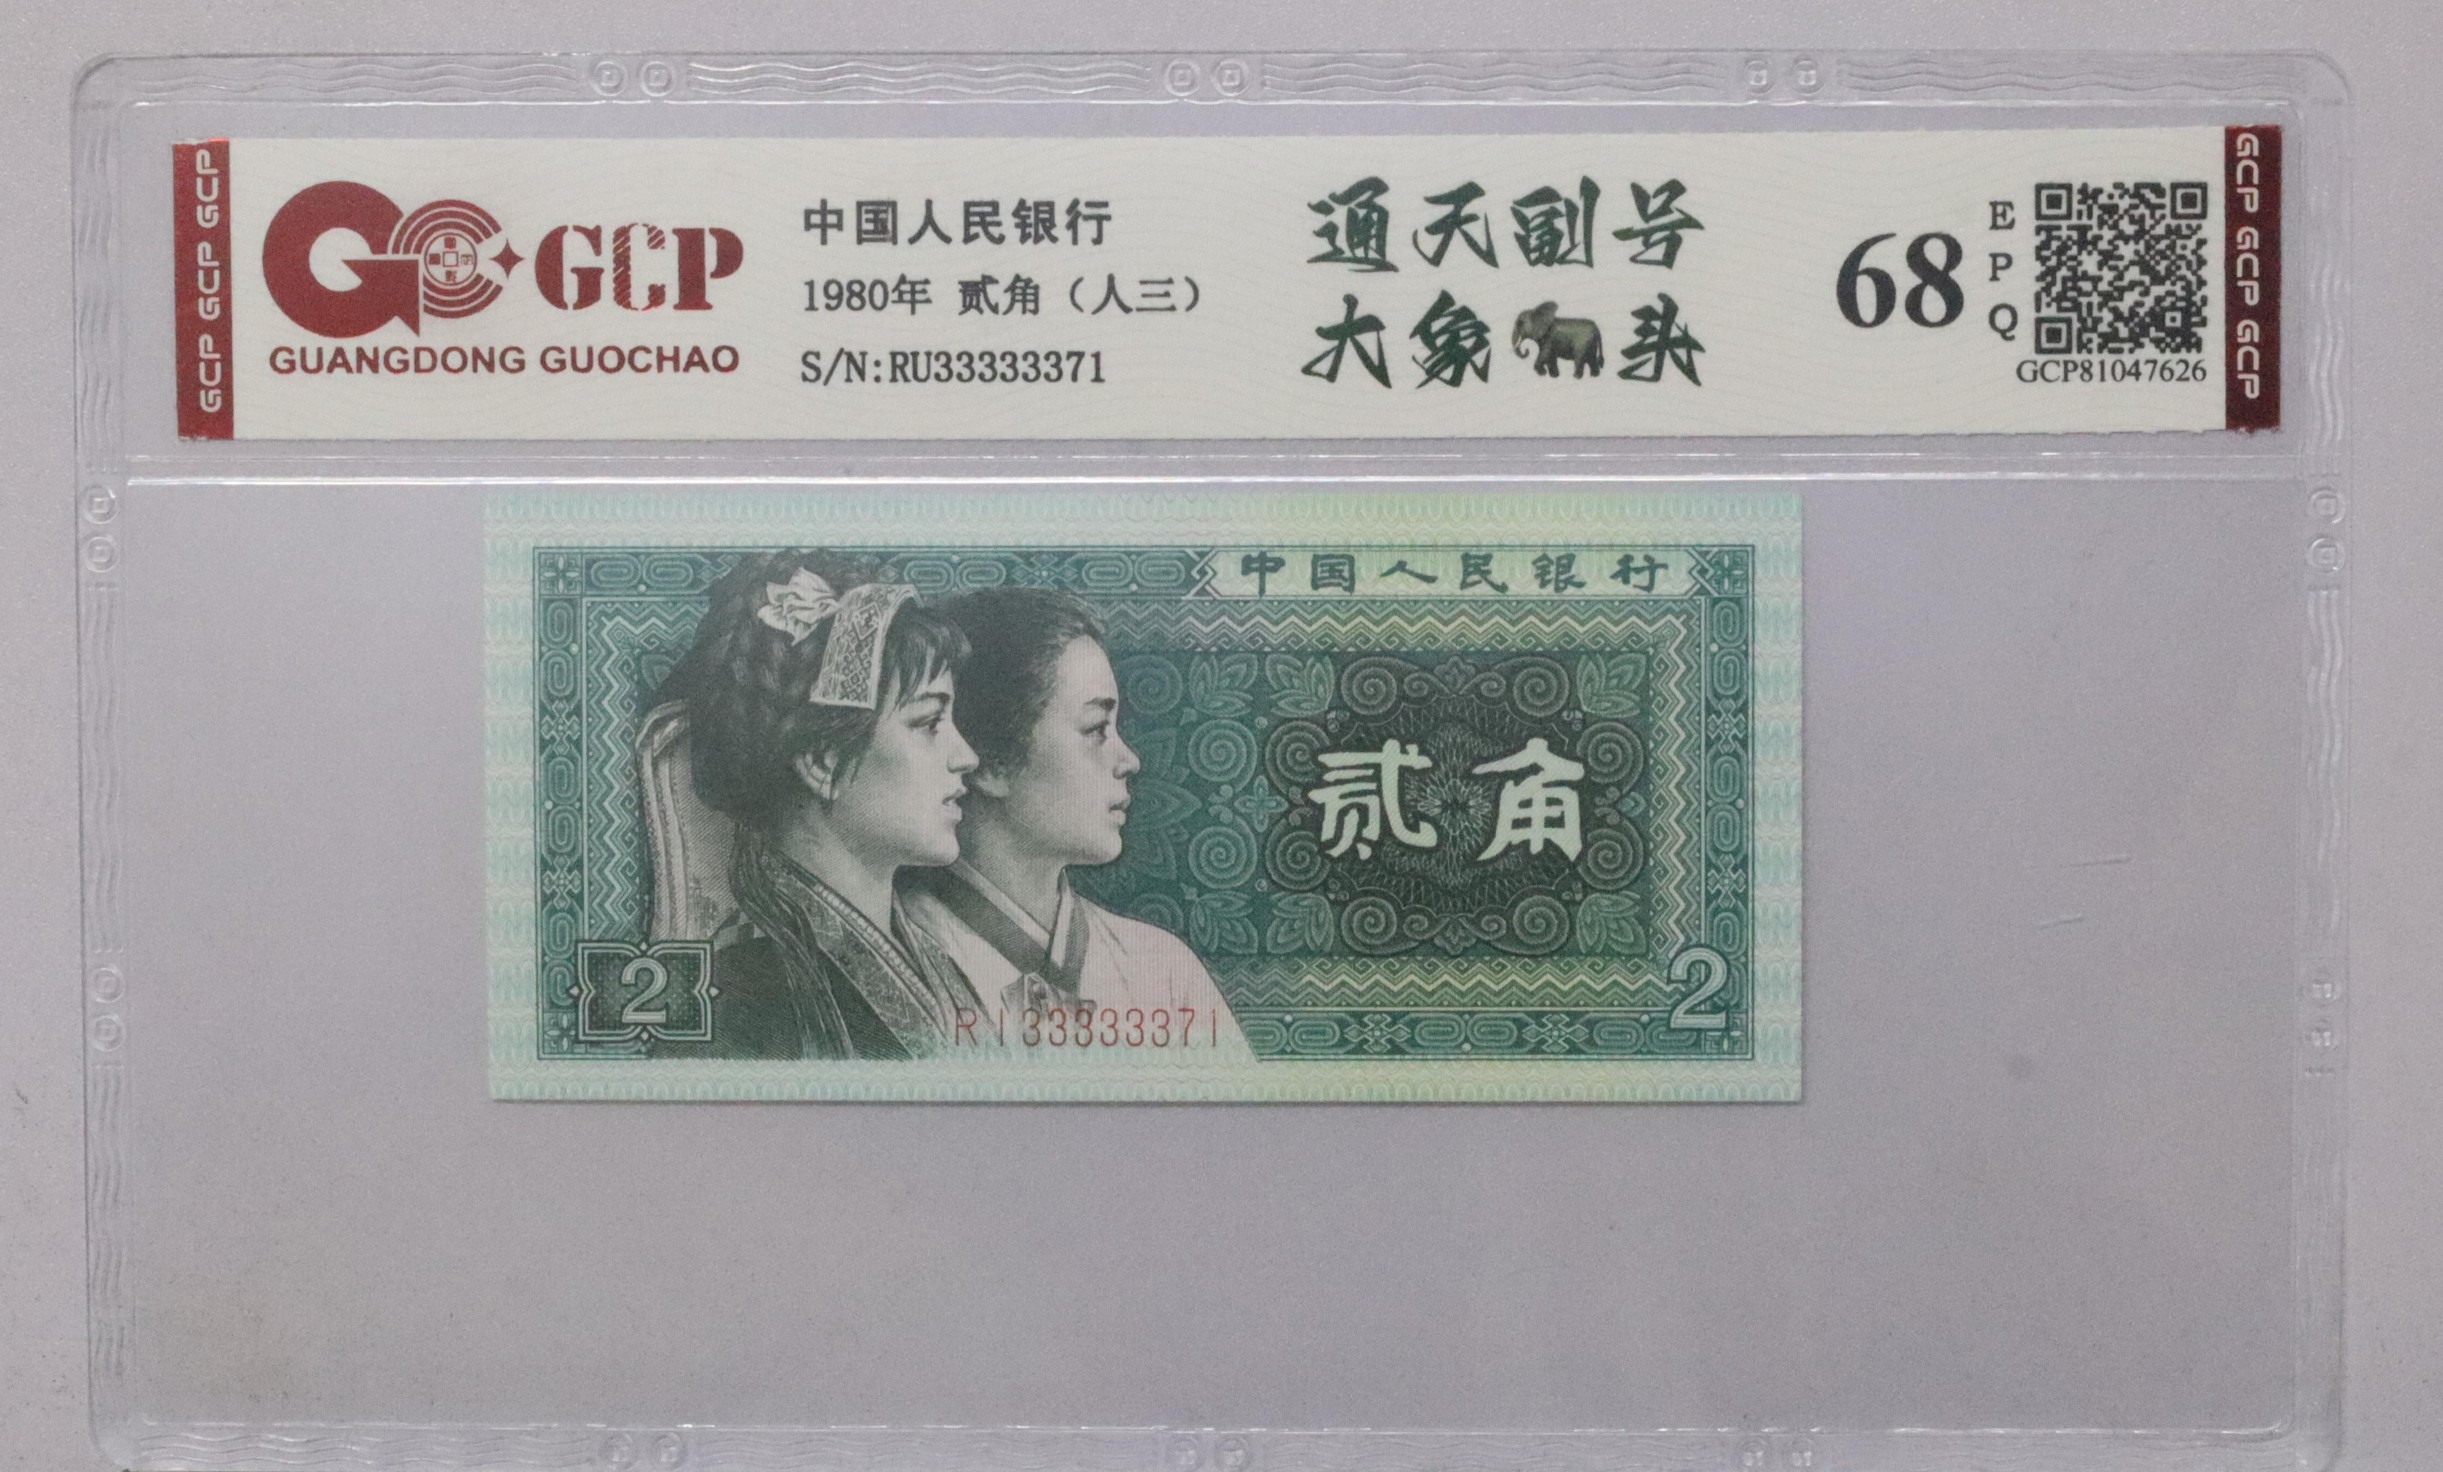 GCP GCP GCP
GCP
GUANGDONG GUOCHAO
中国人民银行
1980年 贰角（人三）
S/N:RU33333371
通天副号
大象头
68
EPQ
GCP81047626
GCP GCP GCP
中国人民银行
贰角
2
2
RI33333371